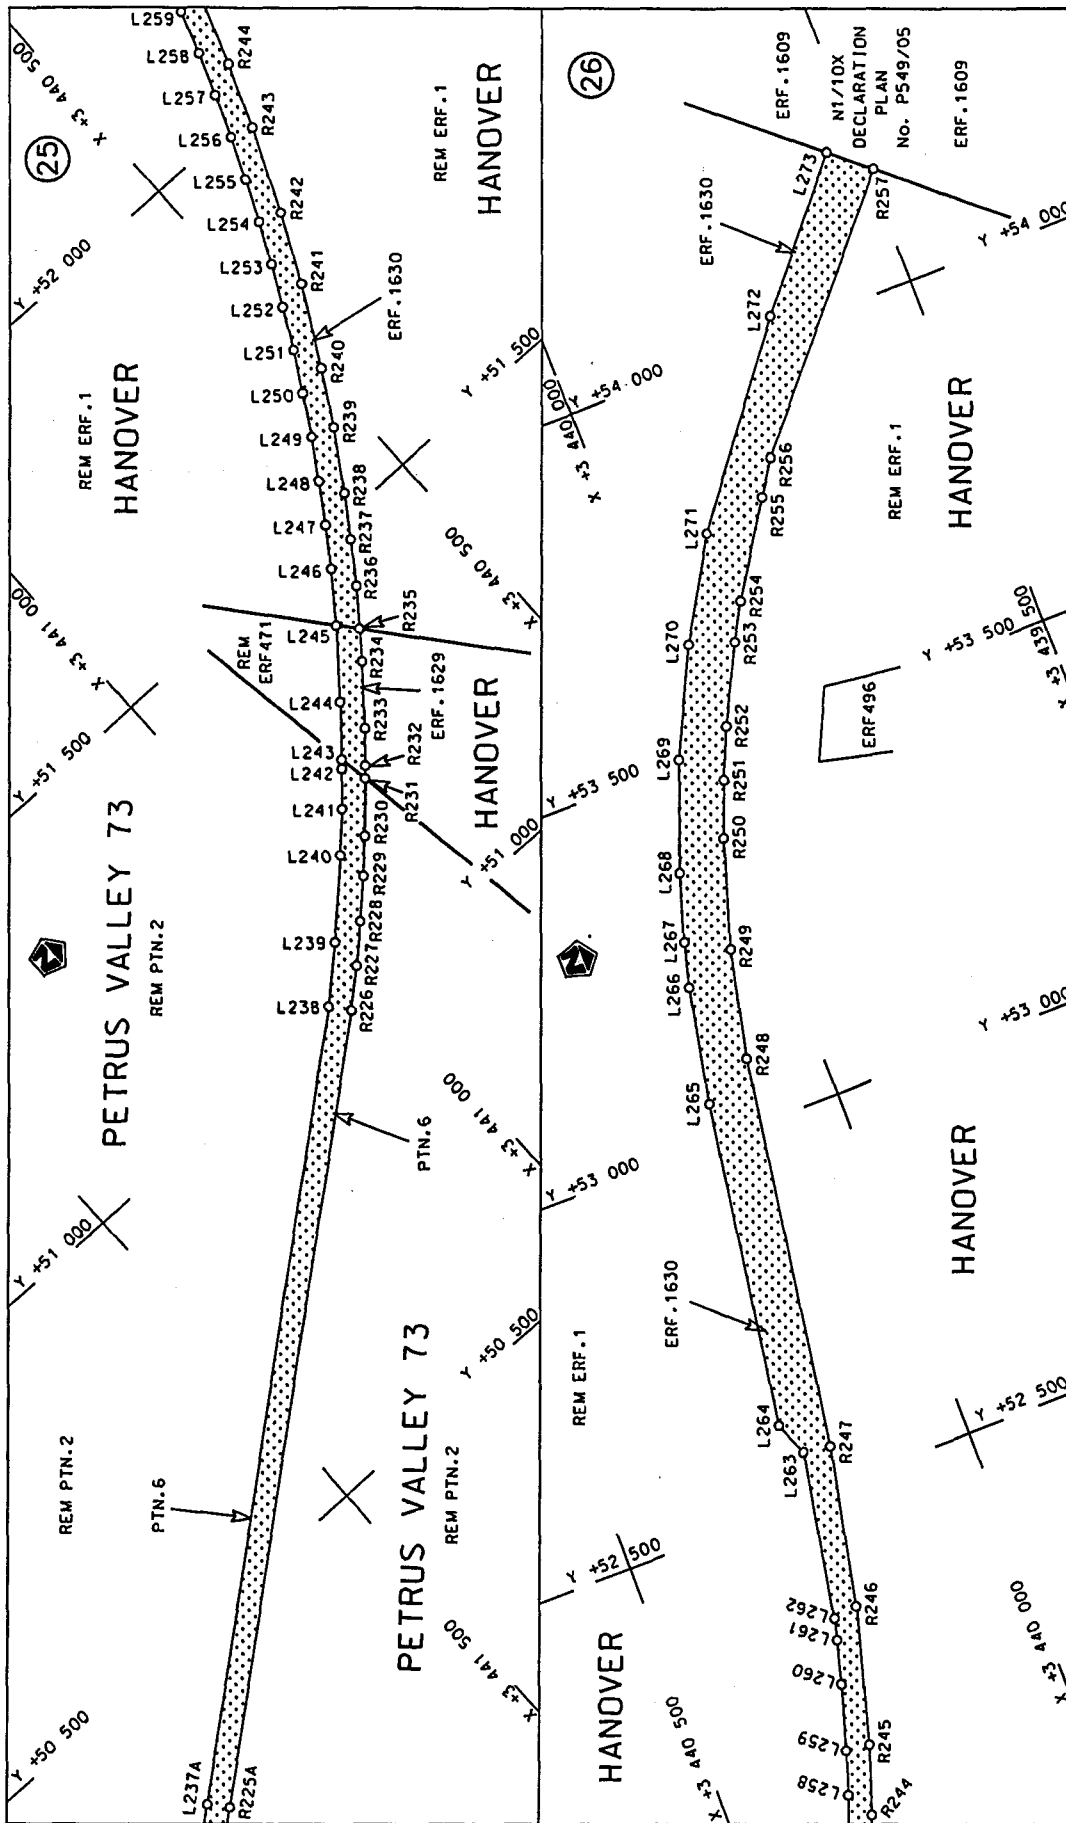 25
L259
L258
L257
L256
L255
L254
L253
L252
L251
L250
L249
L248
L247
L246
L245
L244
L243
L242
L241
L240
L239
L238
L237A
R244
R243
R242
R241
R240
R239
R238
R237
R236
R235
R234
R233
R232
R231
R230
R229
R228
R227
R226
R225A
X +3 440 500
Y +52 000
REM ERF.1
HANOVER
REM ERF.1
HANOVER
ERF.1630
Y +51 500
X +3 441 000
X +3 440 500
REM
ERF471
ERF.1629
HANOVER
Y +51 500
Y +51 000
PETRUS VALLEY 73
REM PTN.2
N
X +3 441 000
PTN.6
Y +51 000
Y +50 500
REM PTN.2
PTN.6
PETRUS VALLEY 73
REM PTN.2
X +3 441 500
Y +50 500
26
ERF.1609
N1/10X
DECLARATION
PLAN
No. P549/05
ERF.1609
L273
L272
L271
L270
L269
L268
L267
L266
L265
L264
L263
L262
L261
L260
L259
L258
R257
R256
R255
R254
R253
R252
R251
R250
R249
R248
R247
R246
R245
R244
ERF.1630
Y +54 000
X +3 440 000
Y +54 000
REM ERF.1
HANOVER
Y +53 500
X +3 439 500
ERF496
Y +53 500
N
Y +53 000
Y +53 000
HANOVER
ERF.1630
REM ERF.1
Y +52 500
Y +52 500
HANOVER
X +3 440 500
X +3 440 000